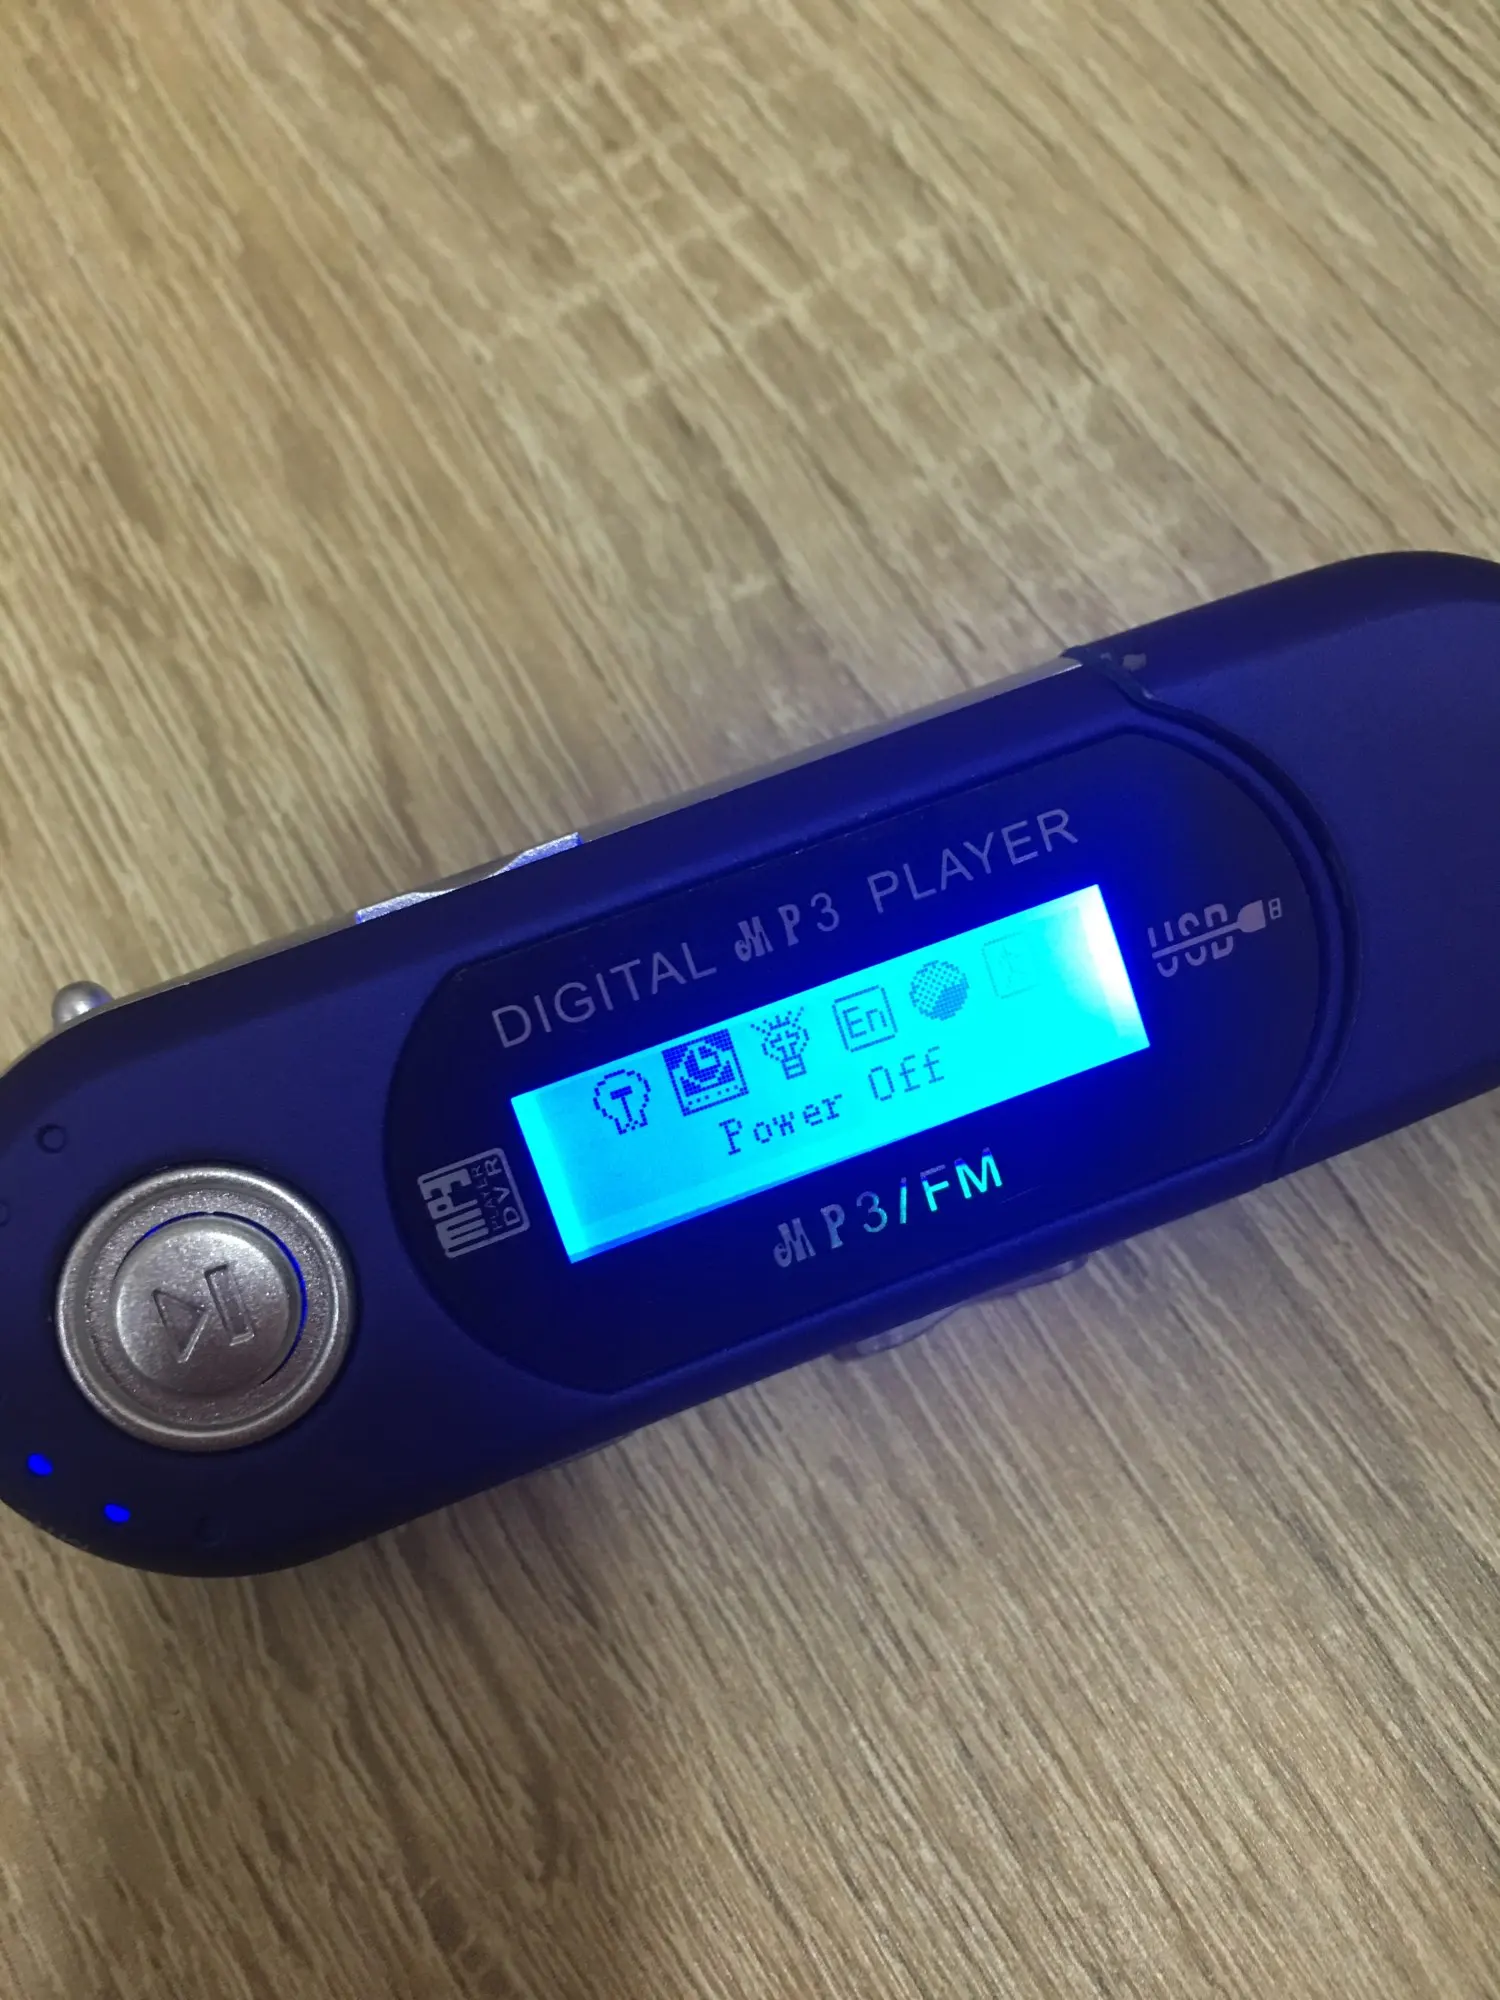 DIGITAL MP3 PLAYER
USB
En
Power Off
MP3
PLAYER
DVR
MP3/FM